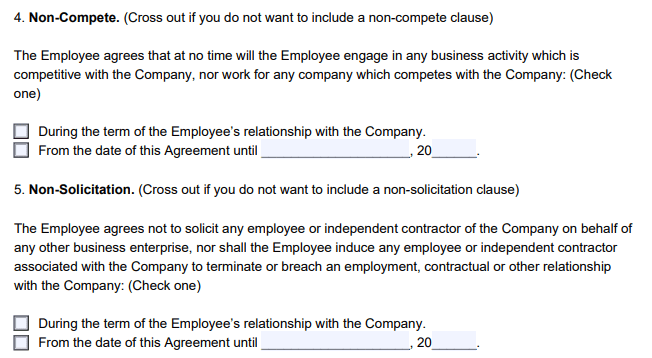 4. Non-Compete. (Cross out if you do not want to include a non-compete clause)
The Employee agrees that at no time will the Employee engage in any business activity which is
competitive with the Company, nor work for any company which competes with the Company: (Check
one)
During the term of the Employee's relationship with the Company.
From the date of this Agreement until ____________________, 20______.
5. Non-Solicitation. (Cross out if you do not want to include a non-solicitation clause)
The Employee agrees not to solicit any employee or independent contractor of the Company on behalf of
any other business enterprise, nor shall the Employee induce any employee or independent contractor
associated with the Company to terminate or breach an employment, contractual or other relationship
with the Company: (Check one)
During the term of the Employee's relationship with the Company.
From the date of this Agreement until ____________________, 20______.